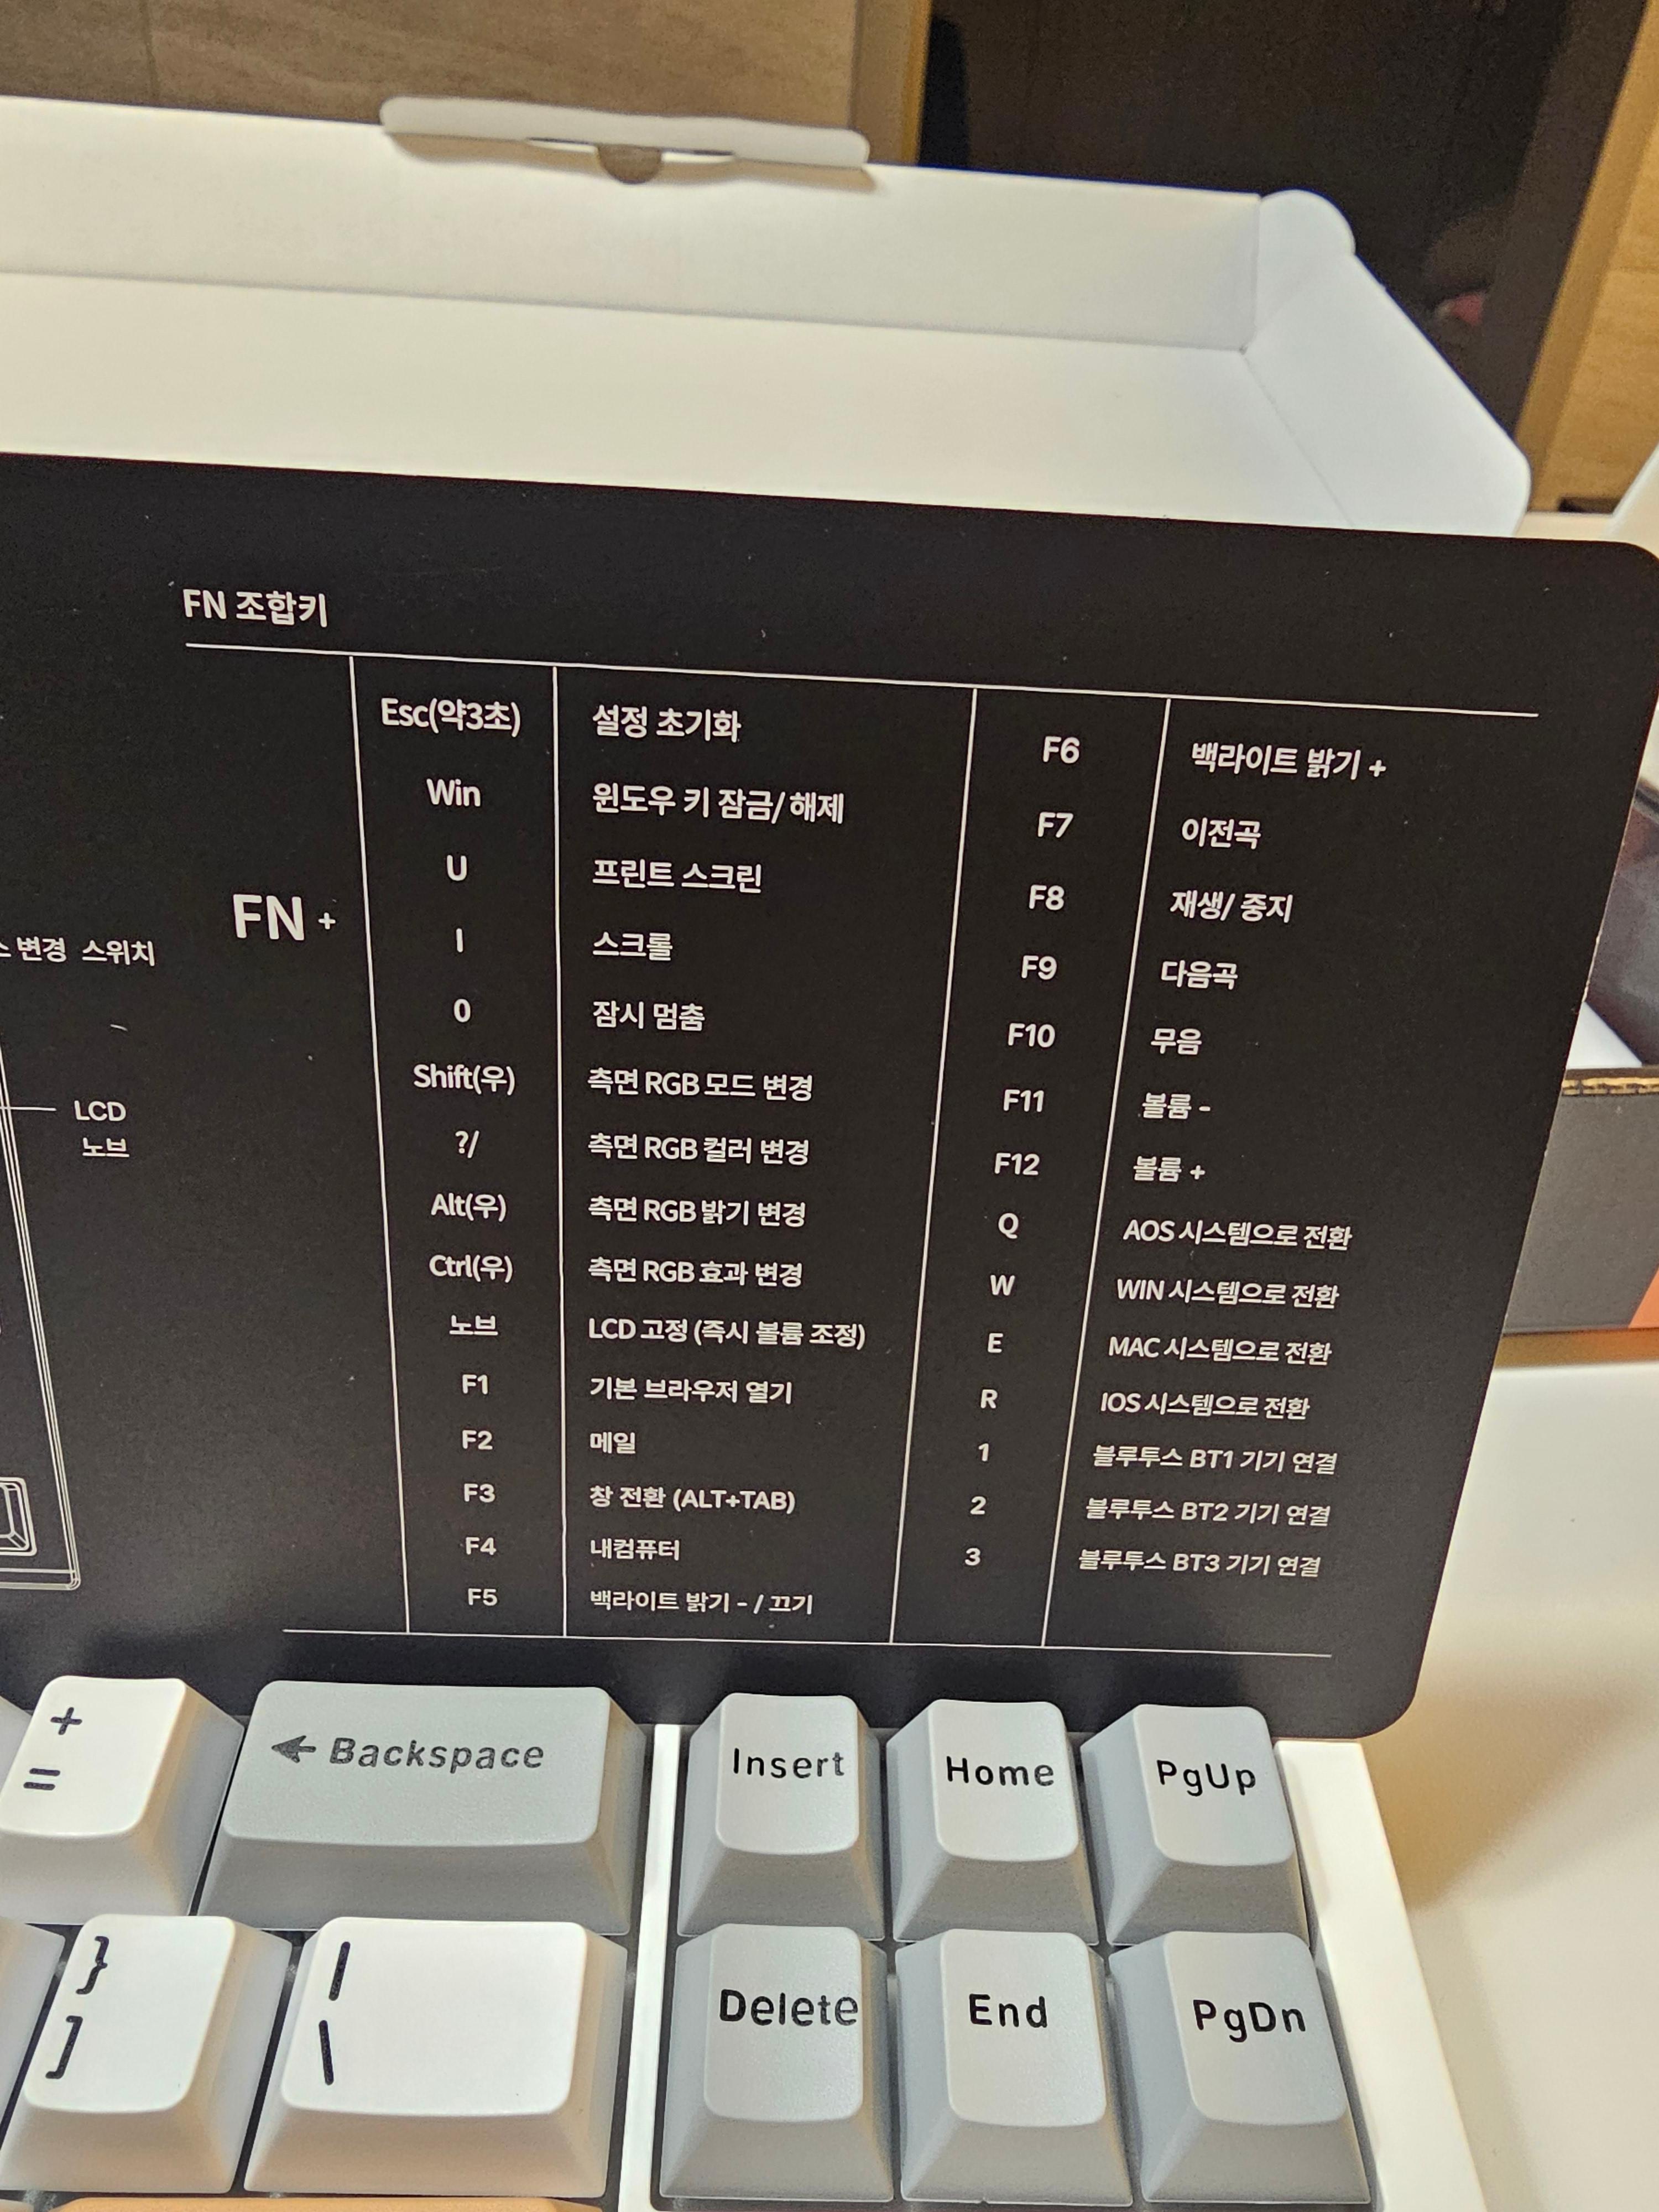 FN 조합키
FN +
Esc(약3초) 설정 초기화
Win 윈도우 키 잠금/ 해제
U 프린트 스크린
I 스크롤
0 잠시 멈춤
Shift(우) 측면 RGB 모드 변경
?/ 측면 RGB 컬러 변경
Alt(우) 측면 RGB 밝기 변경
Ctrl(우) 측면 RGB 효과 변경
노브 LCD 고정 (즉시 볼륨 조정)
F1 기본 브라우저 열기
F2 메일
F3 창 전환 (ALT+TAB)
F4 내컴퓨터
F5 백라이트 밝기 - / 끄기
F6 백라이트 밝기 +
F7 이전곡
F8 재생/ 중지
F9 다음곡
F10 무음
F11 볼륨 -
F12 볼륨 +
Q AOS 시스템으로 전환
W WIN 시스템으로 전환
E MAC 시스템으로 전환
R IOS 시스템으로 전환
1 블루투스 BT1 기기 연결
2 블루투스 BT2 기기 연결
3 블루투스 BT3 기기 연결
변경 스위치
LCD
노브
+
=
← Backspace
Insert
Home
PgUp
}
]
|
\
Delete
End
PgDn